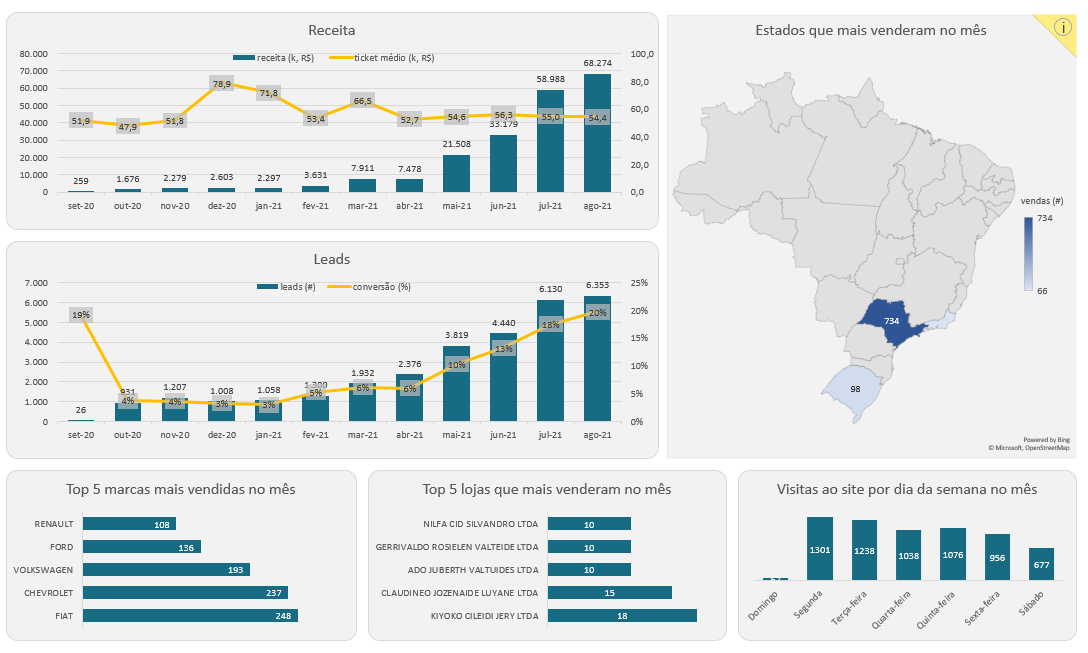 Receita
receita (k, R$)
ticket médio (k, R$)
80.000
70.000
60.000
50.000
40.000
30.000
20.000
10.000
0
100,0
80,0
60,0
40,0
20,0
0,0
259
1.676
2.279
2.603
2.297
3.631
7.911
7.478
21.508
33.179
58.988
68.274
51,9
47,9
51,8
78,9
71,8
53,4
66,5
52,7
54,6
56,3
55,0
54,4
set-20
out-20
nov-20
dez-20
jan-21
fev-21
mar-21
abr-21
mai-21
jun-21
jul-21
ago-21
Leads
leads (#)
conversão (%)
7.000
6.000
5.000
4.000
3.000
2.000
1.000
0
25%
20%
15%
10%
5%
0%
26
931
1.207
1.008
1.058
1.932
2.376
3.819
4.440
6.130
6.353
19%
4%
4%
3%
3%
5%
6%
6%
10%
13%
18%
20%
set-20
out-20
nov-20
dez-20
jan-21
fev-21
mar-21
abr-21
mai-21
jun-21
jul-21
ago-21
Estados que mais venderam no mês
i
vendas (#)
734
66
734
98
Powered by Bing
© Microsoft, OpenStreetMap
Top 5 marcas mais vendidas no mês
RENAULT 108
FORD 136
VOLKSWAGEN 193
CHEVROLET 237
FIAT 248
Top 5 lojas que mais venderam no mês
NILFA CID SILVANDRO LTDA 10
GERRIVALDO ROSIELEN VALTEIDE LTDA 10
ADO JUBERTH VALTUIDES LTDA 10
CLAUDINEO JOZENAIDE LUYANE LTDA 15
KIYOKO CILEIDI JERY LTDA 18
Visitas ao site por dia da semana no mês
1301
1238
1038
1076
956
677
Domingo
Segunda
Terça-feira
Quarta-feira
Quinta-feira
Sexta-feira
Sábado